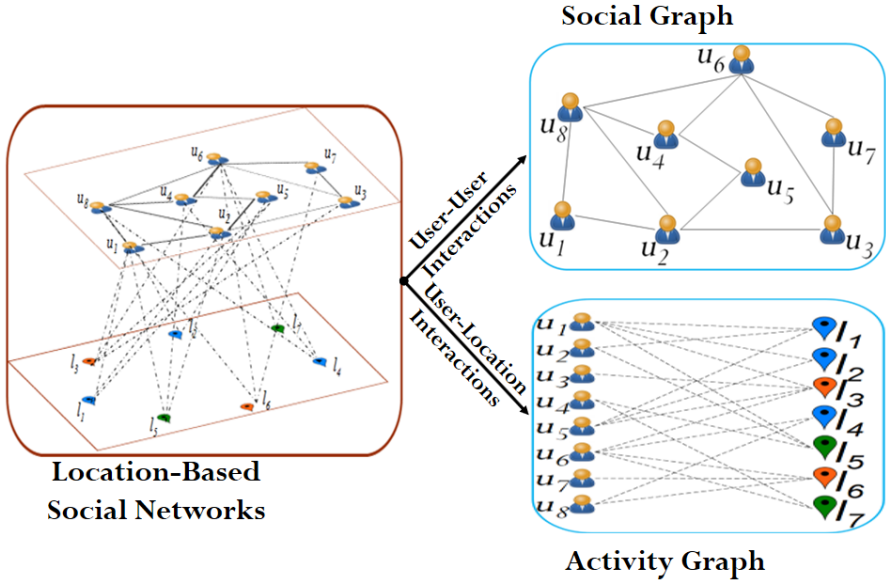 Social Graph
u6
u8
u4
u7
u5
u1
u2
u3
u6
u7
u4
u5
u3
u8
u2
u1
l3
l4
l1
l5
l6
User-User
Interactions
User-Location
Interactions
u1
u2
u3
u4
u5
u6
u7
u8
l1
l2
l3
l4
l5
l6
l7
Location-Based
Social Networks
Activity Graph